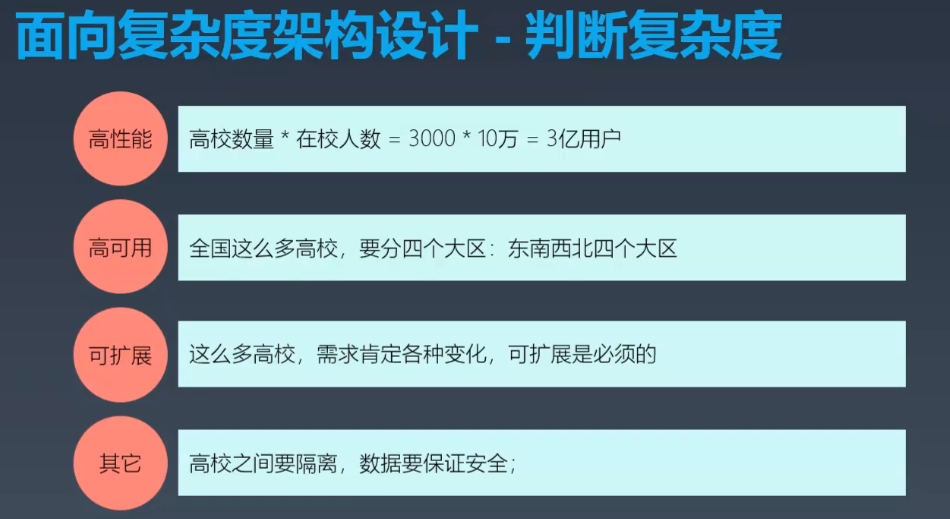 面向复杂度架构设计 - 判断复杂度
高性能
高校数量 * 在校人数 = 3000 * 10万 = 3亿用户
高可用
全国这么多高校，要分四个大区：东南西北四个大区
可扩展
这么多高校，需求肯定各种变化，可扩展是必须的
其它
高校之间要隔离，数据要保证安全；